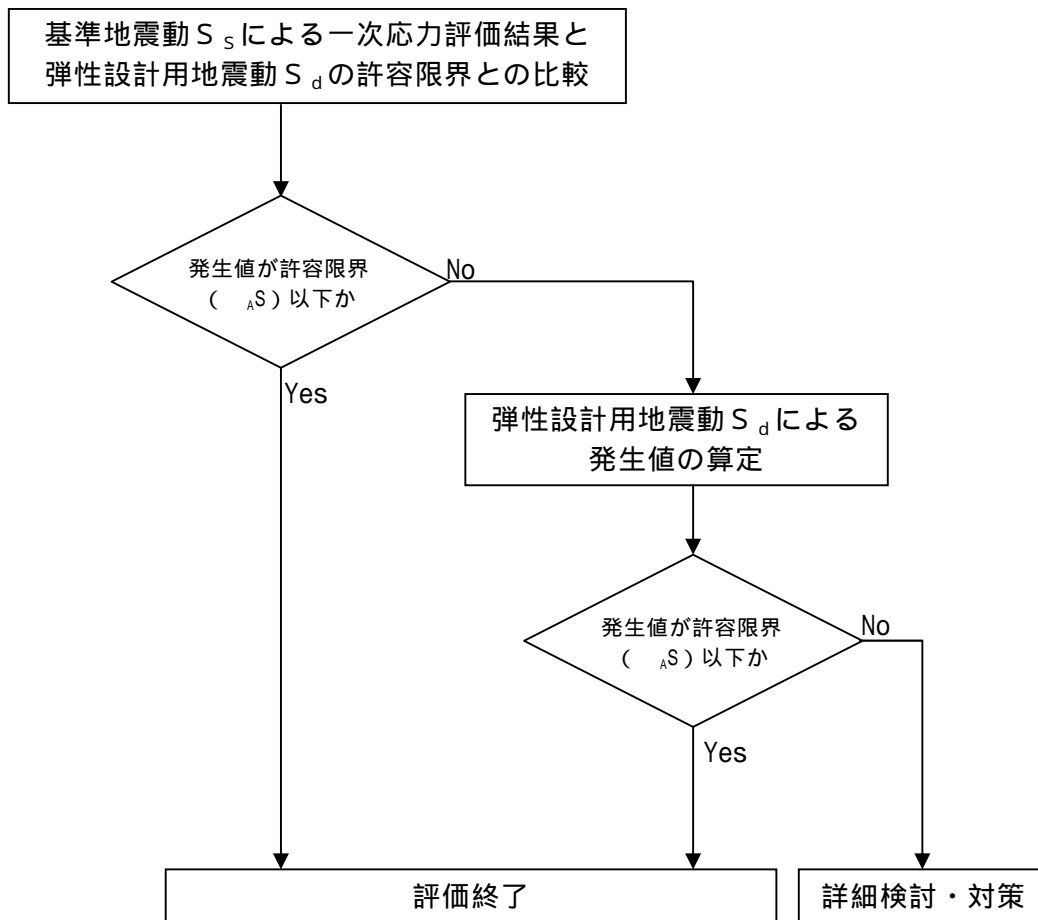 基準地震動Ｓsによる一次応力評価結果と
弾性設計用地震動Ｓdの許容限界との比較
発生値が許容限界
（　AS）以下か
No
Yes
弾性設計用地震動Ｓdによる
発生値の算定
発生値が許容限界
（　AS）以下か
No
Yes
評価終了
詳細検討・対策